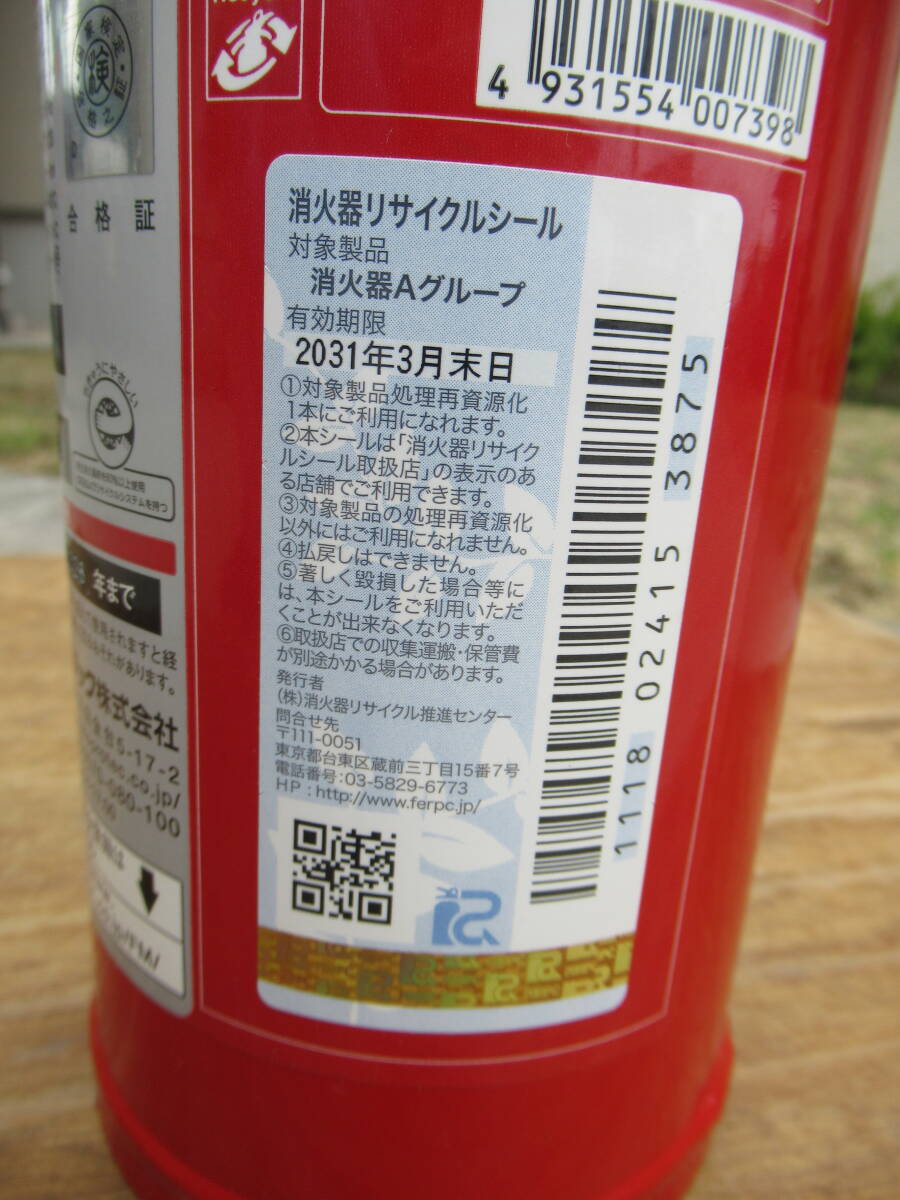 4 931554 007398
合格証
消火器リサイクルシール
対象製品
消火器Aグループ
有効期限
2031年3月末日
①対象製品処理再資源化
1本にご利用になれます。
②本シールは「消火器リサイク
ルシール取扱店」の表示のあ
る店舗でご利用できます。
③対象製品の処理再資源化
以外にはご利用になれません。
④払戻しはできません。
⑤著しく毀損した場合等に
は、本シールをご利用いただ
くことが出来なくなります。
⑥取扱店での収集運搬・保管費
が別途かかる場合があります。
発行者
(株)消火器リサイクル推進センター
問合せ先
〒111-0051
東京都台東区蔵前三丁目15番7号
電話番号:03-5829-6773
HP:http://www.ferpc.jp/
1118 02415 3875
年まで
株式会社
5-17-2
co.jp/
080-100